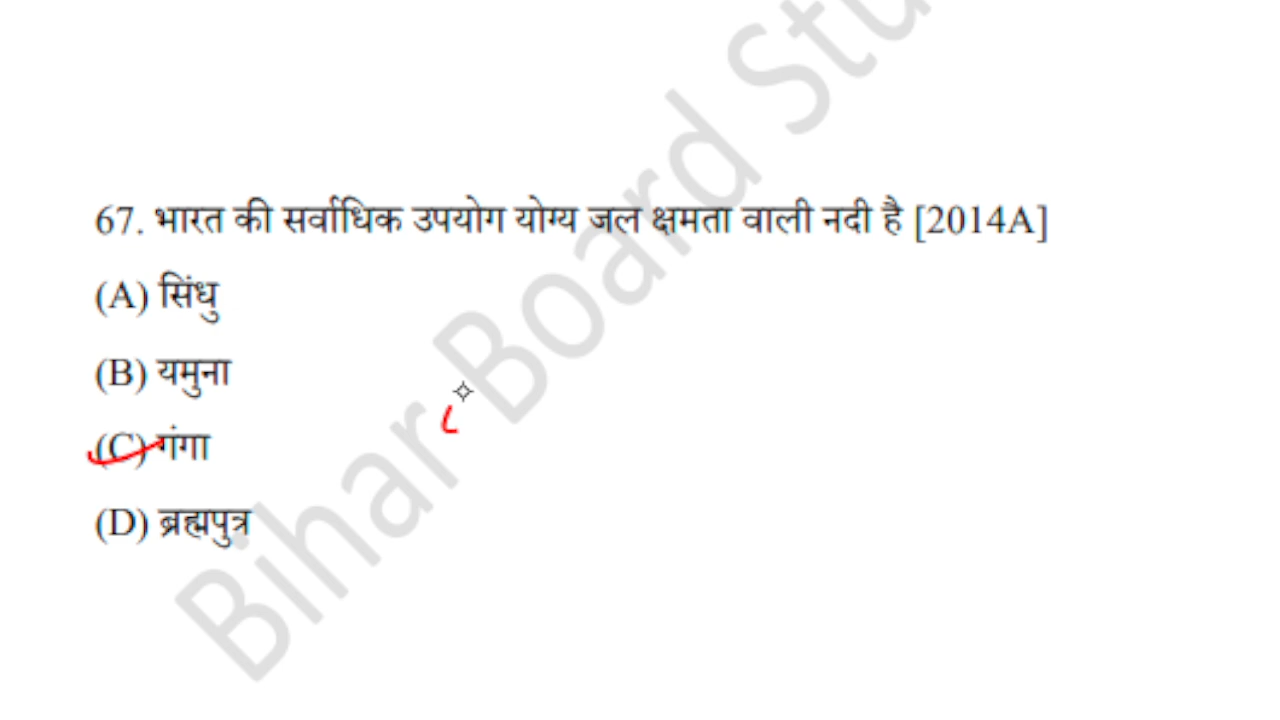 67. भारत की सर्वाधिक उपयोग योग्य जल क्षमता वाली नदी है [2014A]
(A) सिंधु
(B) यमुना
(C) गंगा
(D) ब्रह्मपुत्र
Bihar Board Stu